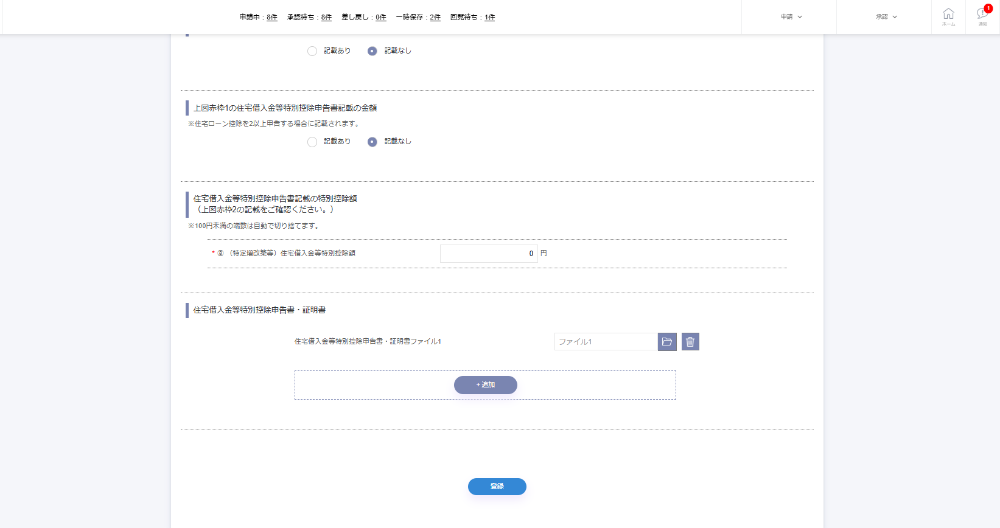 申請中：8件 承認待ち：8件 差し戻し：0件 一時保存：2件 回覧待ち：1件 申請 承認 ホーム 通知 1
記載あり 記載なし
上図赤枠1の住宅借入金等特別控除申告書記載の金額
※住宅ローン控除を2以上申告する場合に記載されます。
記載あり 記載なし
住宅借入金等特別控除申告書記載の特別控除額
（上図赤枠2の記載をご確認ください。）
※100円未満の端数は自動で切り捨てます。
* ⑧ （特定増改築等）住宅借入金等特別控除額 0 円
住宅借入金等特別控除申告書・証明書
住宅借入金等特別控除申告書・証明書ファイル1 ファイル1
+ 追加
登録